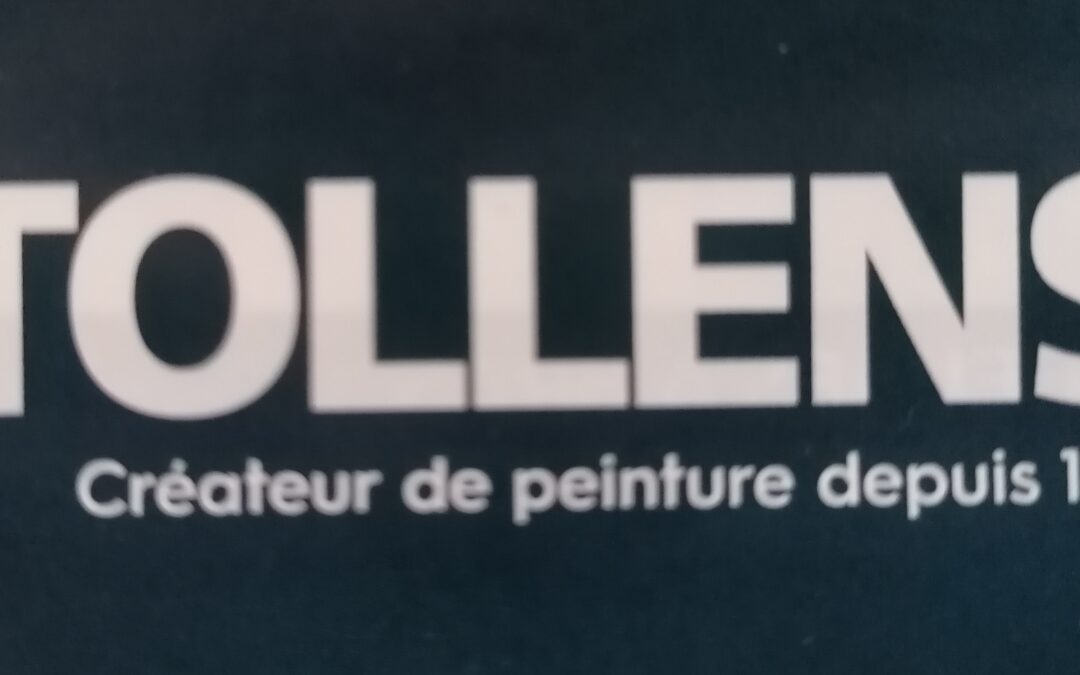 TOLLENS
Créateur de peinture depuis 1